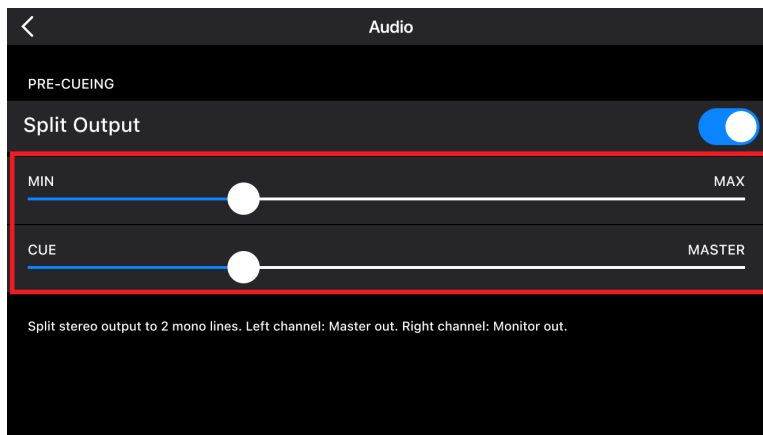 Audio
PRE-CUEING
Split Output
MIN MAX
CUE MASTER
Split stereo output to 2 mono lines. Left channel: Master out. Right channel: Monitor out.